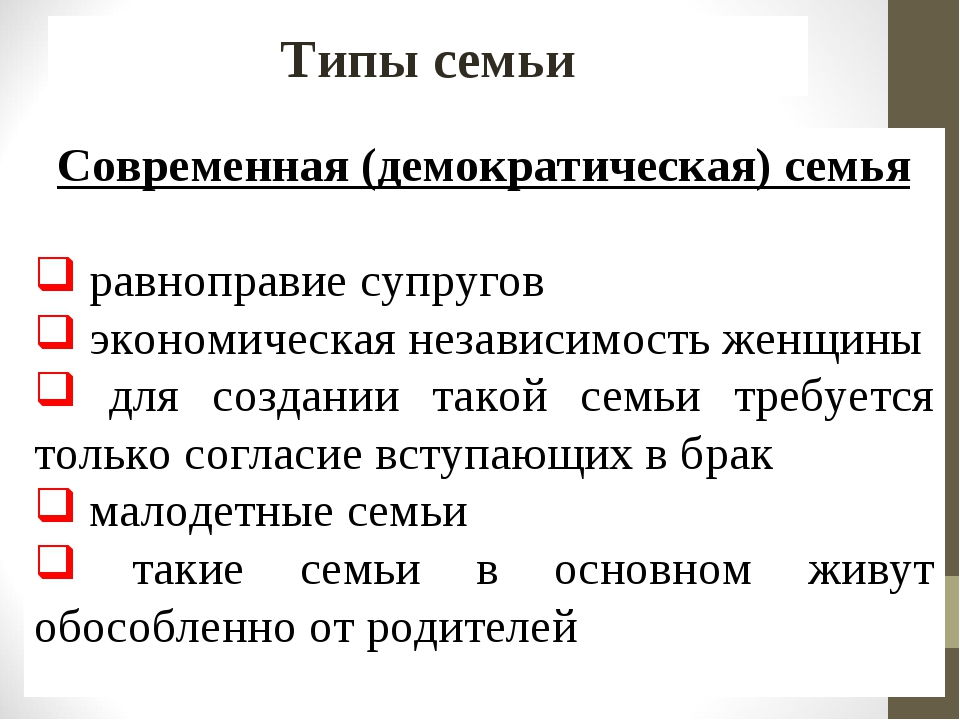 Типы семьи
Современная (демократическая) семья
равноправие супругов
экономическая независимость женщины
для создании такой семьи требуется
только согласие вступающих в брак
малодетные семьи
такие семьи в основном живут
обособленно от родителей